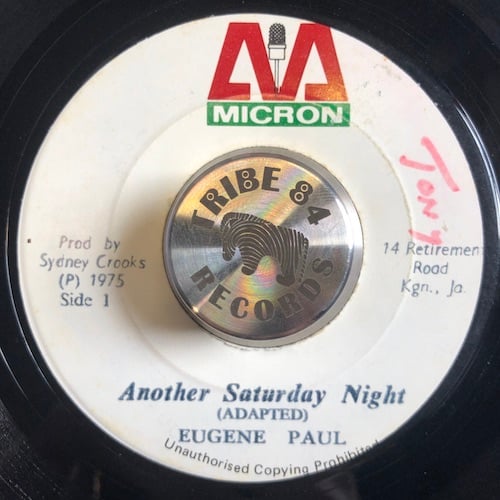 MICRON
Tony
TRIBE 84
RECORDS
Prod by
Sydney Crooks
(P) 1975
Side 1
14 Retiremen
Road
Kgn., Ja.
Another Saturday Night
(ADAPTED)
EUGENE PAUL
Unauthorised Copying Prohibited